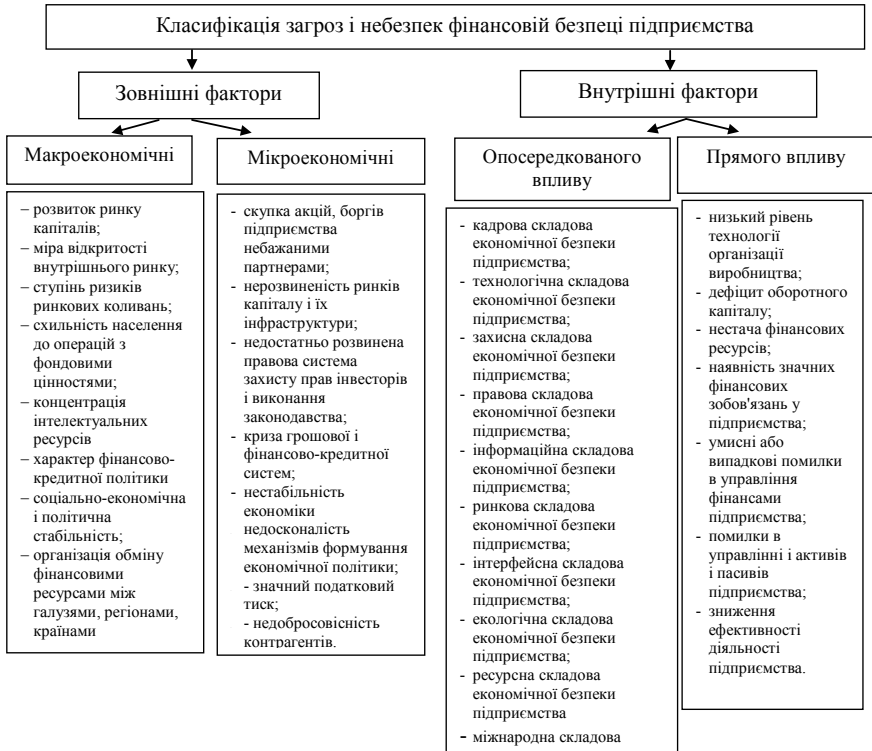 Класифікація загроз і небезпек фінансовій безпеці підприємства
Зовнішні фактори
Внутрішні фактори
Макроекономічні
Мікроекономічні
Опосередкованого
впливу
Прямого впливу
– розвиток ринку
капіталів;
– міра відкритості
внутрішнього ринку;
– ступінь ризиків
ринкових коливань;
– схильність населення
до операцій з
фондовими
цінностями;
– концентрація
інтелектуальних
ресурсів
– характер фінансово-
кредитної політики
– соціально-економічна
і політична
стабільність;
– організація обміну
фінансовими
ресурсами між
галузями, регіонами,
країнами
- скупка акцій, боргів
підприємства
небажаними
партнерами;
- нерозвиненість ринків
капіталу і їх
інфраструктури;
- недостатньо розвинена
правова система
захисту прав інвесторів
і виконання
законодавства;
- криза грошової і
фінансово-кредитної
систем;
- нестабільність
економіки
недосконалість
механізмів формування
економічної політики;
- значний податковий
тиск;
- недобросовісність
контрагентів.
- кадрова складова
економічної безпеки
підприємства;
- технологічна складова
економічної безпеки
підприємства;
- захисна складова
економічної безпеки
підприємства;
- правова складова
економічної безпеки
підприємства;
- інформаційна складова
економічної безпеки
підприємства;
- ринкова складова
економічної безпеки
підприємства;
- інтерфейсна складова
економічної безпеки
підприємства;
- екологічна складова
економічної безпеки
підприємства;
- ресурсна складова
економічної безпеки
підприємства
- міжнародна складова
- низький рівень
технології
організації
виробництва;
- дефіцит оборотного
капіталу;
- нестача фінансових
ресурсів;
- наявність значних
фінансових
зобов'язань у
підприємства;
- умисні або
випадкові помилки
в управління
фінансами
підприємства;
- помилки в
управлінні і активів
і пасивів
підприємства;
- зниження
ефективності
діяльності
підприємства.